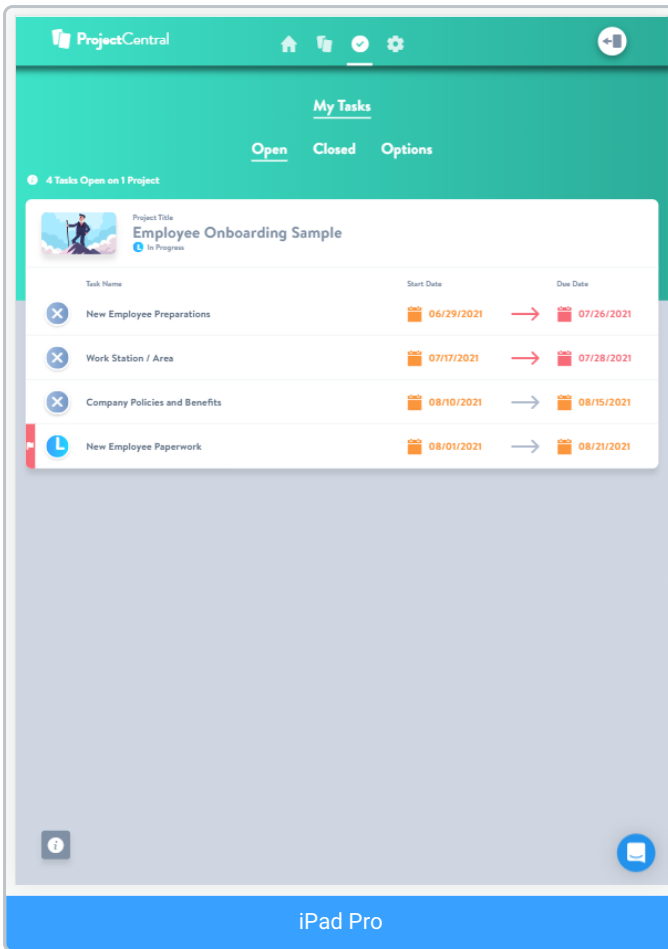 ProjectCentral
My Tasks
Open Closed Options
4 Tasks Open on 1 Project
Project Title
Employee Onboarding Sample
In Progress
Task Name Start Date Due Date
New Employee Preparations 06/29/2021 07/26/2021
Work Station / Area 07/17/2021 07/28/2021
Company Policies and Benefits 08/10/2021 08/15/2021
New Employee Paperwork 08/01/2021 08/21/2021
iPad Pro